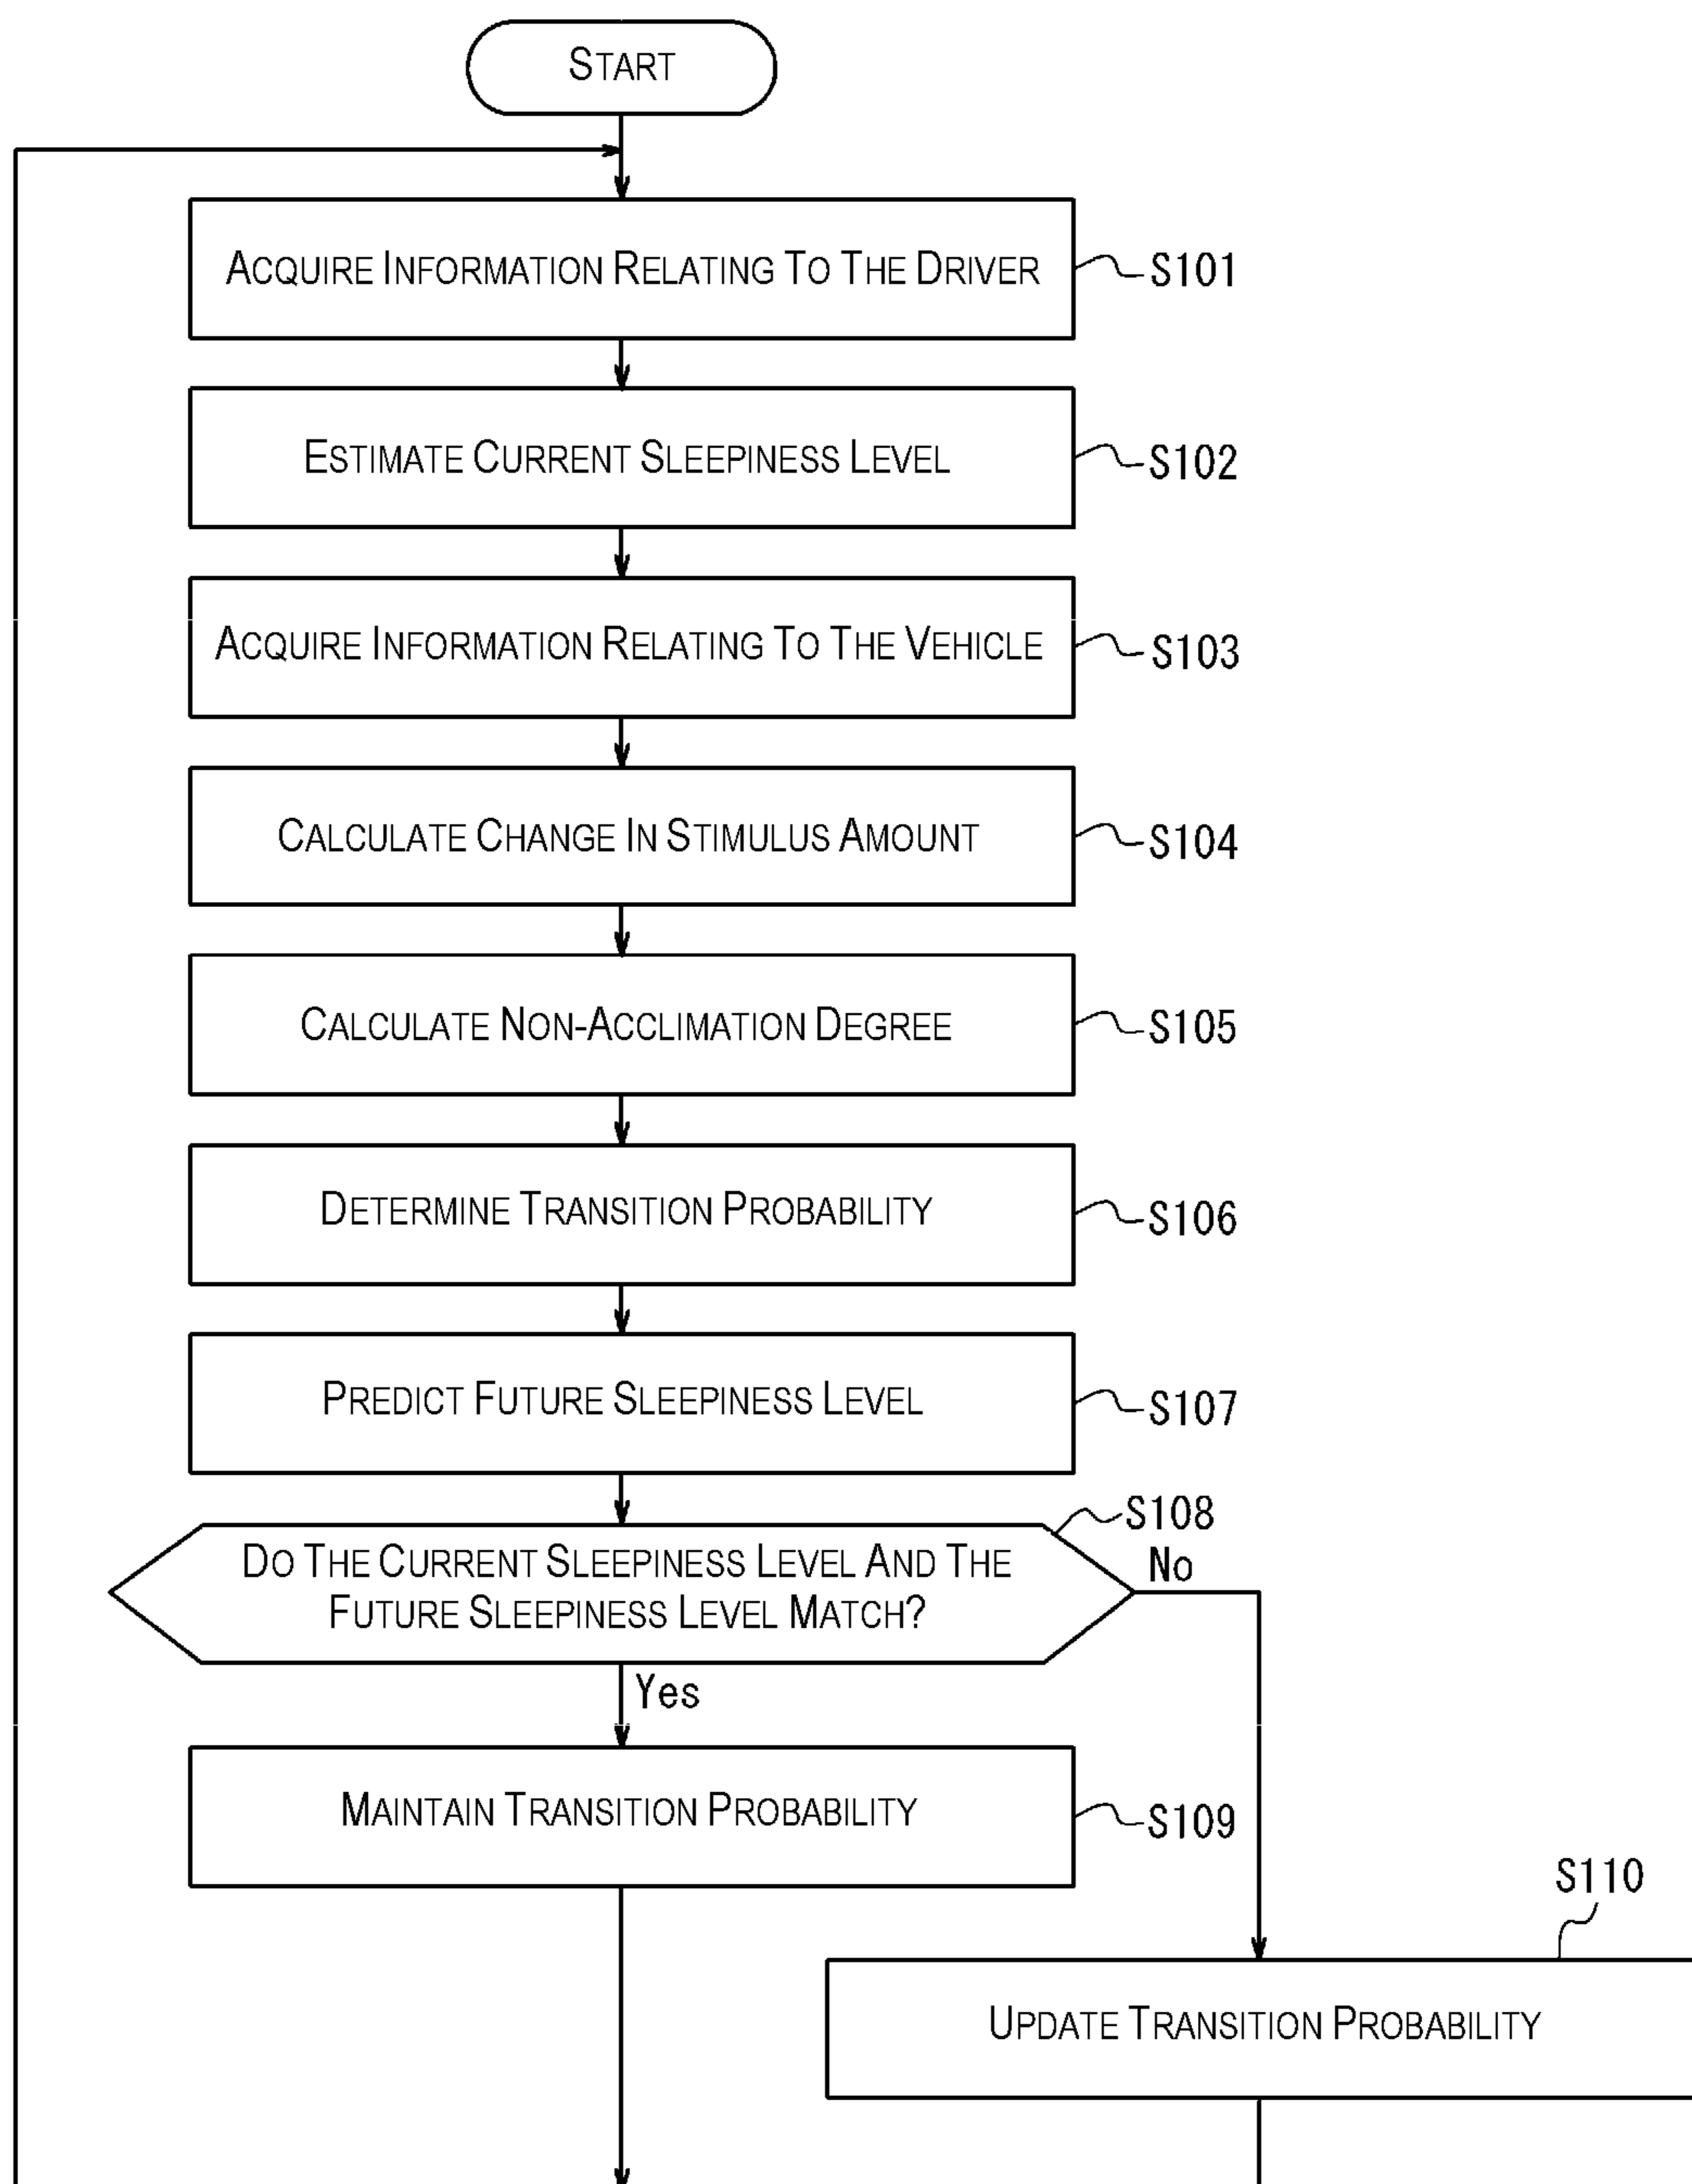 START
ACQUIRE INFORMATION RELATING TO THE DRIVER
S101
ESTIMATE CURRENT SLEEPINESS LEVEL
S102
ACQUIRE INFORMATION RELATING TO THE VEHICLE
S103
CALCULATE CHANGE IN STIMULUS AMOUNT
S104
CALCULATE NON-ACCLIMATION DEGREE
S105
DETERMINE TRANSITION PROBABILITY
S106
PREDICT FUTURE SLEEPINESS LEVEL
S107
S108
DO THE CURRENT SLEEPINESS LEVEL AND THE
FUTURE SLEEPINESS LEVEL MATCH?
No
Yes
MAINTAIN TRANSITION PROBABILITY
S109
S110
UPDATE TRANSITION PROBABILITY